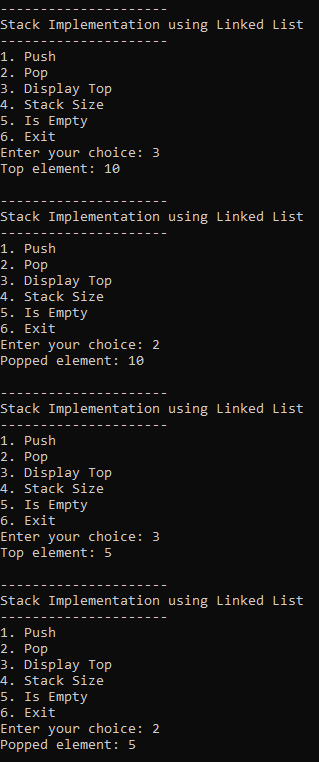 ---------------------
Stack Implementation using Linked List
---------------------
1. Push
2. Pop
3. Display Top
4. Stack Size
5. Is Empty
6. Exit
Enter your choice: 3
Top element: 10
---------------------
Stack Implementation using Linked List
---------------------
1. Push
2. Pop
3. Display Top
4. Stack Size
5. Is Empty
6. Exit
Enter your choice: 2
Popped element: 10
---------------------
Stack Implementation using Linked List
---------------------
1. Push
2. Pop
3. Display Top
4. Stack Size
5. Is Empty
6. Exit
Enter your choice: 3
Top element: 5
---------------------
Stack Implementation using Linked List
---------------------
1. Push
2. Pop
3. Display Top
4. Stack Size
5. Is Empty
6. Exit
Enter your choice: 2
Popped element: 5